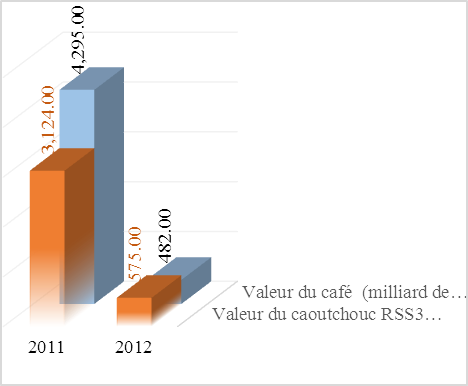 4,295.00
3,124.00
482.00
575.00
Valeur du café (milliard de…
Valeur du caoutchouc RSS3…
2011 2012